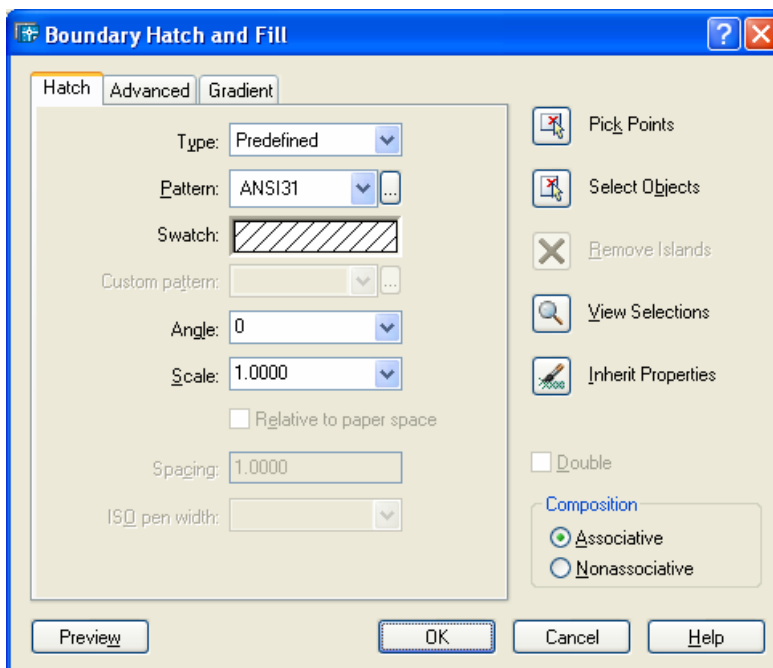 Boundary Hatch and Fill
Hatch Advanced Gradient
Type: Predefined
Pattern: ANSI31 ...
Swatch:
Custom pattern: ...
Angle: 0
Scale: 1.0000
Relative to paper space
Spacing: 1.0000
ISO pen width:
Pick Points
Select Objects
Remove Islands
View Selections
Inherit Properties
Double
Composition
Associative
Nonassociative
Preview OK Cancel Help